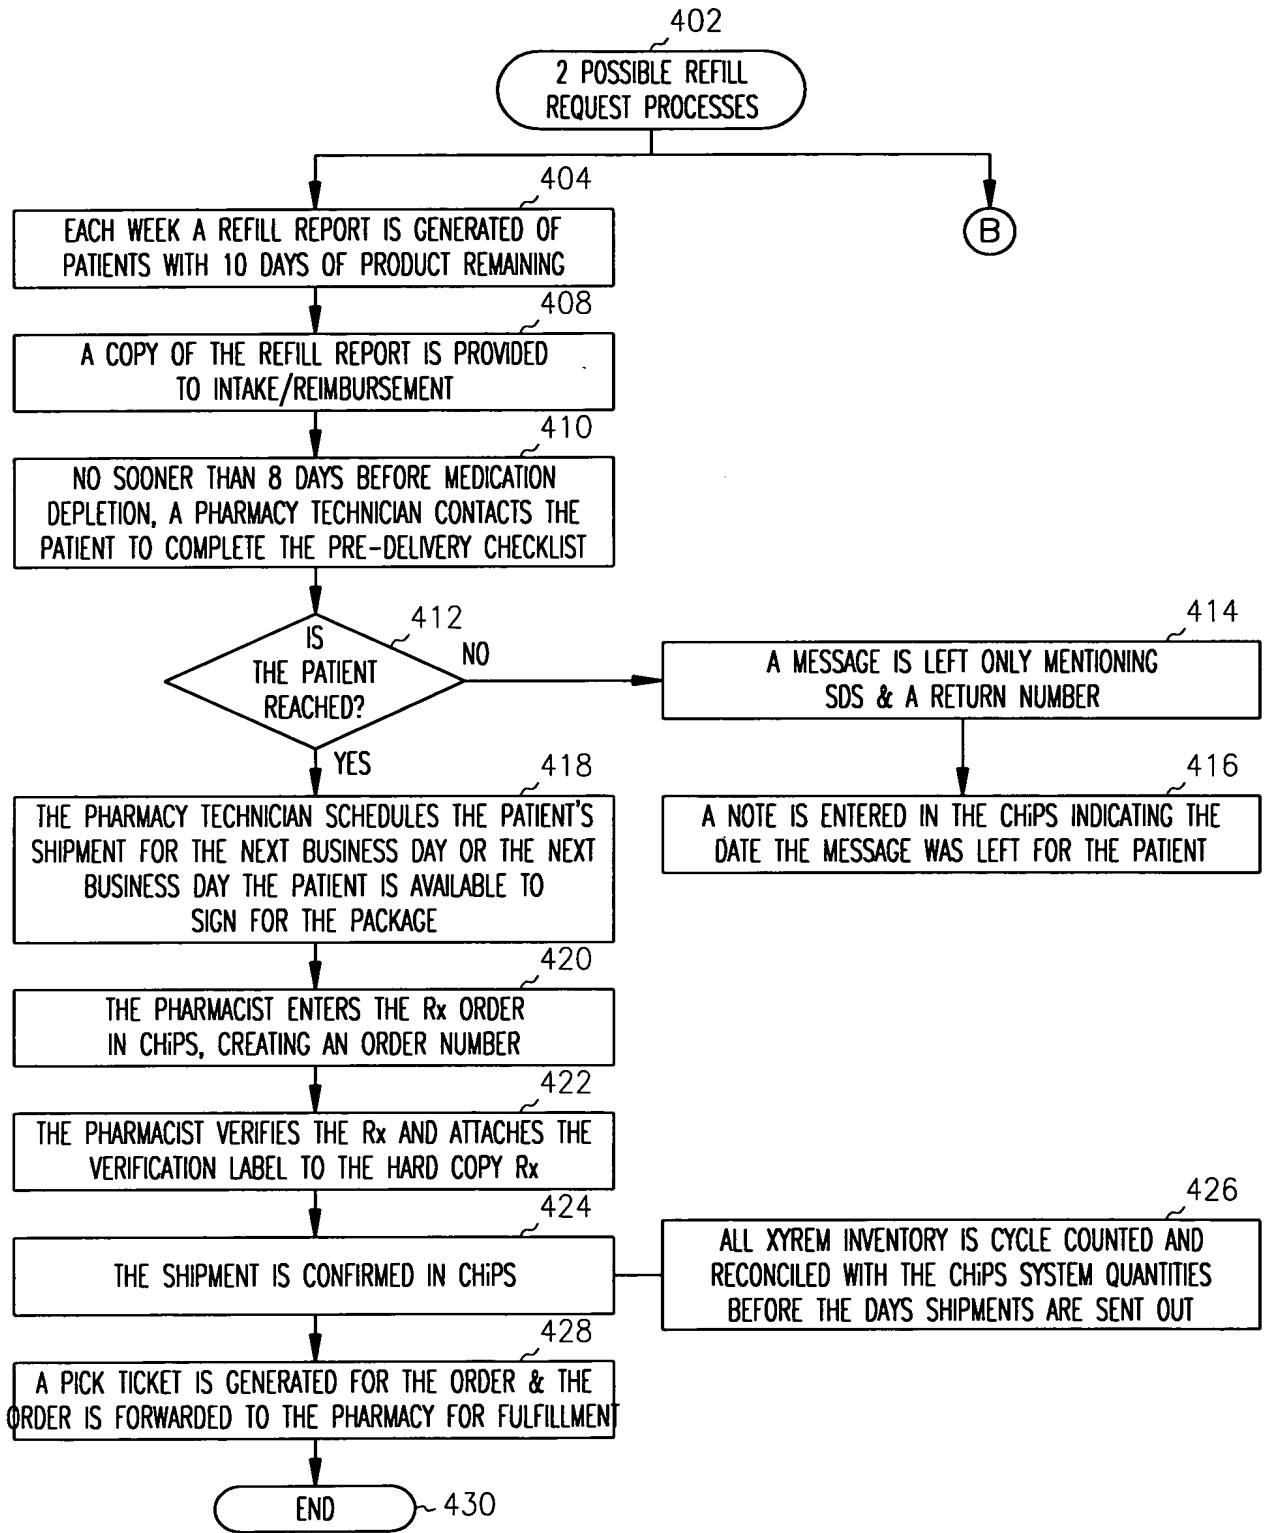 402
2 POSSIBLE REFILL
REQUEST PROCESSES
404
EACH WEEK A REFILL REPORT IS GENERATED OF
PATIENTS WITH 10 DAYS OF PRODUCT REMAINING
B
408
A COPY OF THE REFILL REPORT IS PROVIDED
TO INTAKE/REIMBURSEMENT
410
NO SOONER THAN 8 DAYS BEFORE MEDICATION
DEPLETION, A PHARMACY TECHNICIAN CONTACTS THE
PATIENT TO COMPLETE THE PRE-DELIVERY CHECKLIST
412
IS
THE PATIENT
REACHED?
NO
414
A MESSAGE IS LEFT ONLY MENTIONING
SDS & A RETURN NUMBER
YES
416
A NOTE IS ENTERED IN THE CHiPS INDICATING THE
DATE THE MESSAGE WAS LEFT FOR THE PATIENT
418
THE PHARMACY TECHNICIAN SCHEDULES THE PATIENT'S
SHIPMENT FOR THE NEXT BUSINESS DAY OR THE NEXT
BUSINESS DAY THE PATIENT IS AVAILABLE TO
SIGN FOR THE PACKAGE
420
THE PHARMACIST ENTERS THE Rx ORDER
IN CHiPS, CREATING AN ORDER NUMBER
422
THE PHARMACIST VERIFIES THE Rx AND ATTACHES THE
VERIFICATION LABEL TO THE HARD COPY Rx
424
THE SHIPMENT IS CONFIRMED IN CHiPS
426
ALL XYREM INVENTORY IS CYCLE COUNTED AND
RECONCILED WITH THE CHiPS SYSTEM QUANTITIES
BEFORE THE DAYS SHIPMENTS ARE SENT OUT
428
A PICK TICKET IS GENERATED FOR THE ORDER & THE
ORDER IS FORWARDED TO THE PHARMACY FOR FULFILLMENT
END
430